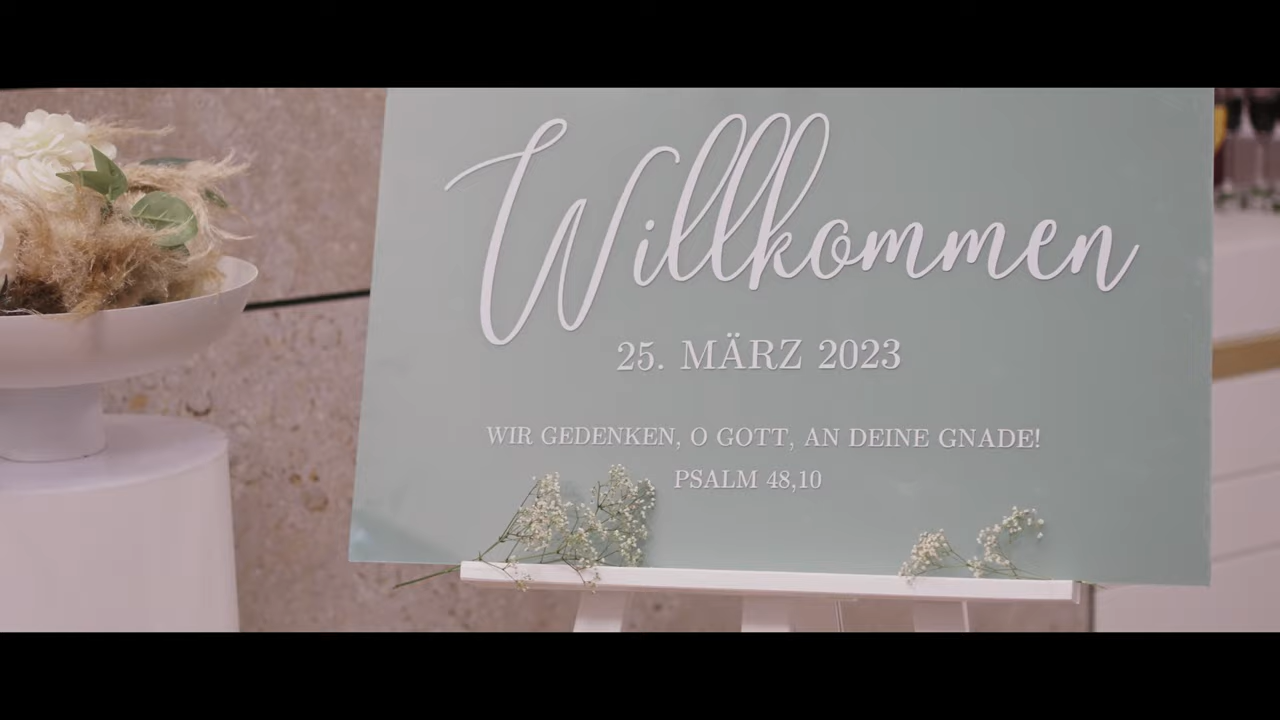 Willkommen
25. MÄRZ 2023
WIR GEDENKEN, O GOTT, AN DEINE GNADE!
PSALM 48,10